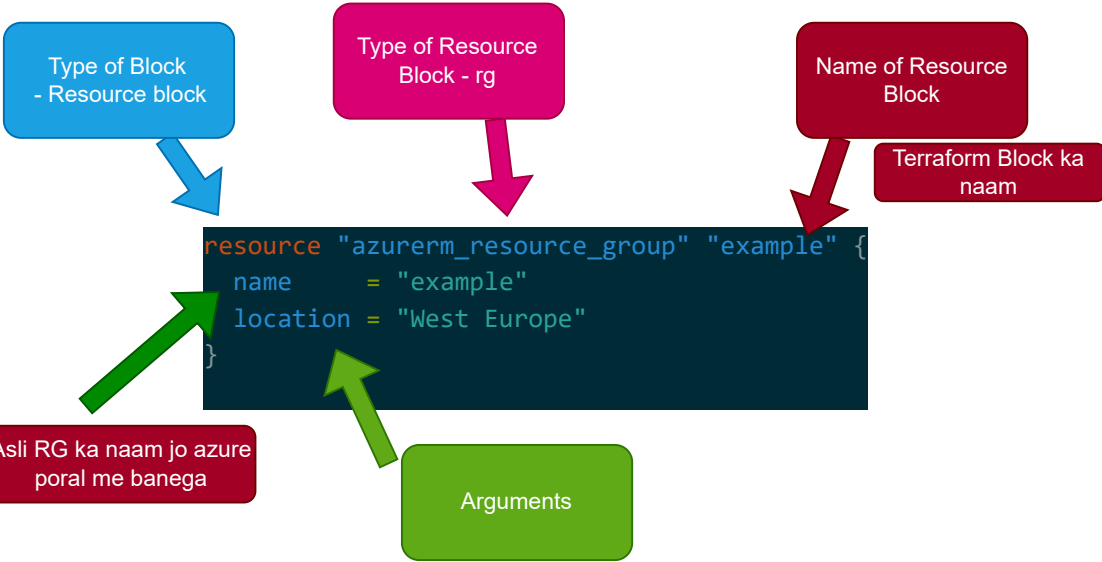 Type of Block
- Resource block
Type of Resource
Block - rg
Name of Resource
Block
Terraform Block ka
naam
resource "azurerm_resource_group" "example" {
  name     = "example"
  location = "West Europe"
}
Asli RG ka naam jo azure
poral me banega
Arguments